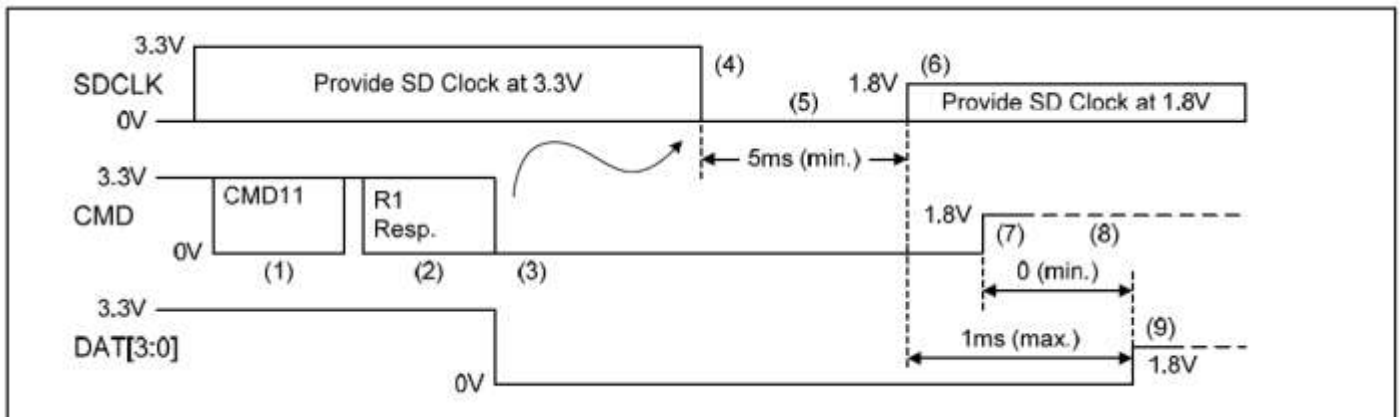 3.3V
SDCLK
Provide SD Clock at 3.3V
(4)
1.8V
(6)
(5)
Provide SD Clock at 1.8V
0V
5ms (min.)
3.3V
CMD11
R1
Resp.
CMD
1.8V
(7)
(8)
0V
(1)
(2)
(3)
0 (min.)
3.3V
DAT[3:0]
1ms (max.)
(9)
1.8V
0V